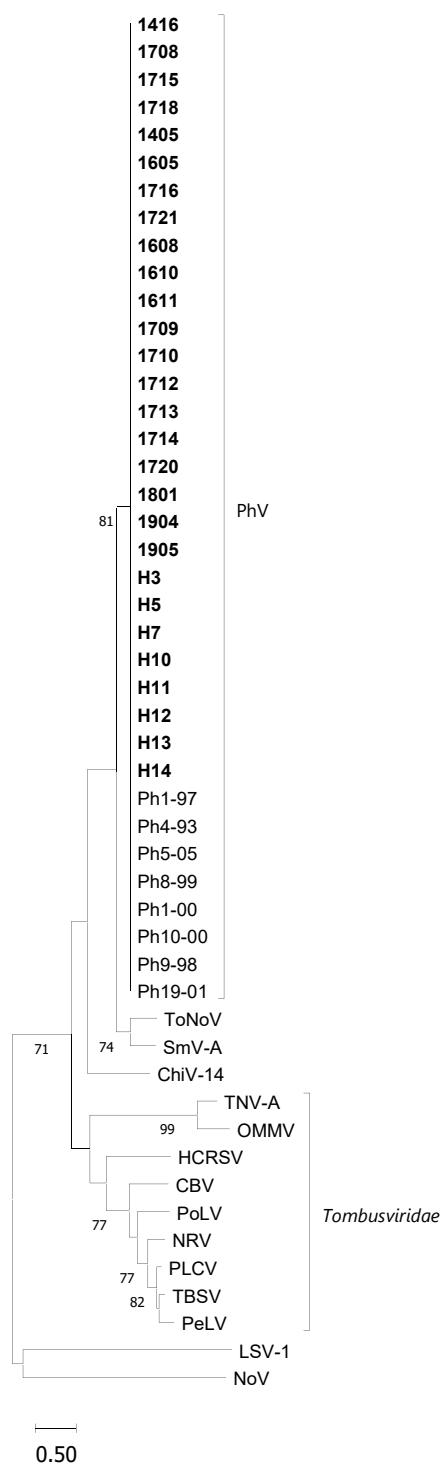 1416
1708
1715
1718
1405
1605
1716
1721
1608
1610
1611
1709
1710
1712
1713
1714
1720
1801
81
1904
PhV
1905
H3
H5
H7
H10
H11
H12
H13
H14
Ph1-97
Ph4-93
Ph5-05
Ph8-99
Ph1-00
Ph10-00
Ph9-98
Ph19-01
ToNoV
71
74
SmV-A
ChiV-14
TNV-A
99
OMMV
HCRSV
CBV
77
PoLV
Tombusviridae
NRV
77
PLCV
82
TBSV
PeLV
LSV-1
NoV
0.50